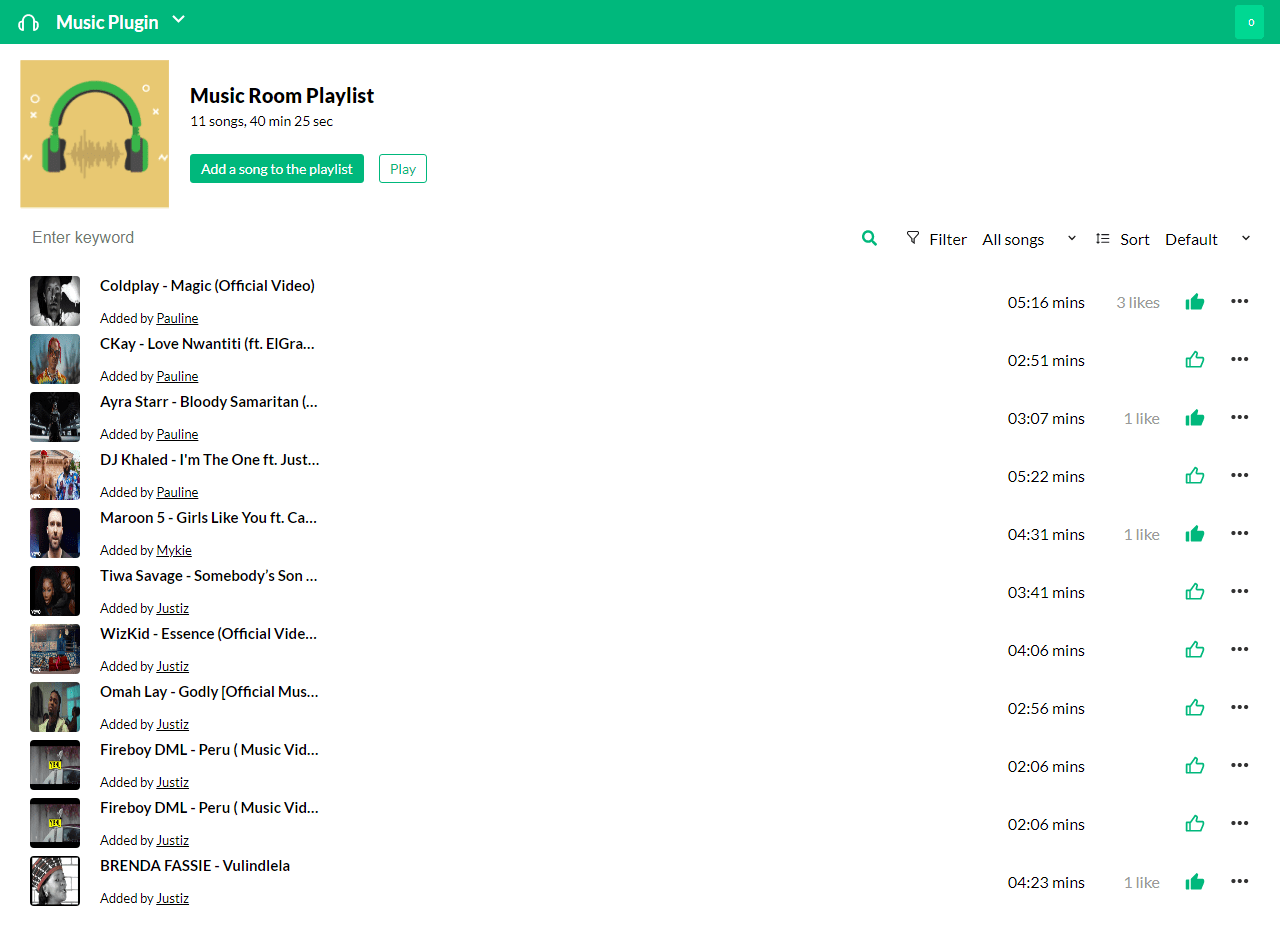 Music Plugin
0
Music Room Playlist
11 songs, 40 min 25 sec
Add a song to the playlist Play
Enter keyword Filter All songs Sort Default
Coldplay - Magic (Official Video)
05:16 mins 3 likes
Added by Pauline
CKay - Love Nwantiti (ft. ElGra...
02:51 mins
Added by Pauline
Ayra Starr - Bloody Samaritan (...
03:07 mins 1 like
Added by Pauline
DJ Khaled - I'm The One ft. Just...
05:22 mins
Added by Pauline
Maroon 5 - Girls Like You ft. Ca...
04:31 mins 1 like
Added by Mykie
Tiwa Savage - Somebody’s Son ...
03:41 mins
Added by Justiz
WizKid - Essence (Official Vide...
04:06 mins
Added by Justiz
Omah Lay - Godly [Official Mus...
02:56 mins
Added by Justiz
Fireboy DML - Peru ( Music Vid...
02:06 mins
Added by Justiz
Fireboy DML - Peru ( Music Vid...
02:06 mins
Added by Justiz
BRENDA FASSIE - Vulindlela
04:23 mins 1 like
Added by Justiz